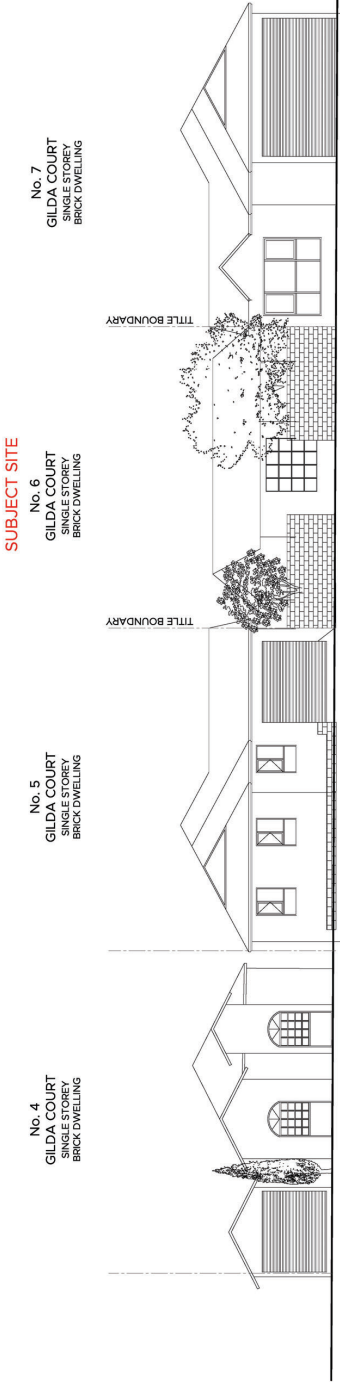 No. 4
GILDA COURT
SINGLE STOREY
BRICK DWELLING
No. 5
GILDA COURT
SINGLE STOREY
BRICK DWELLING
TITLE BOUNDARY
SUBJECT SITE
No. 6
GILDA COURT
SINGLE STOREY
BRICK DWELLING
TITLE BOUNDARY
No. 7
GILDA COURT
SINGLE STOREY
BRICK DWELLING